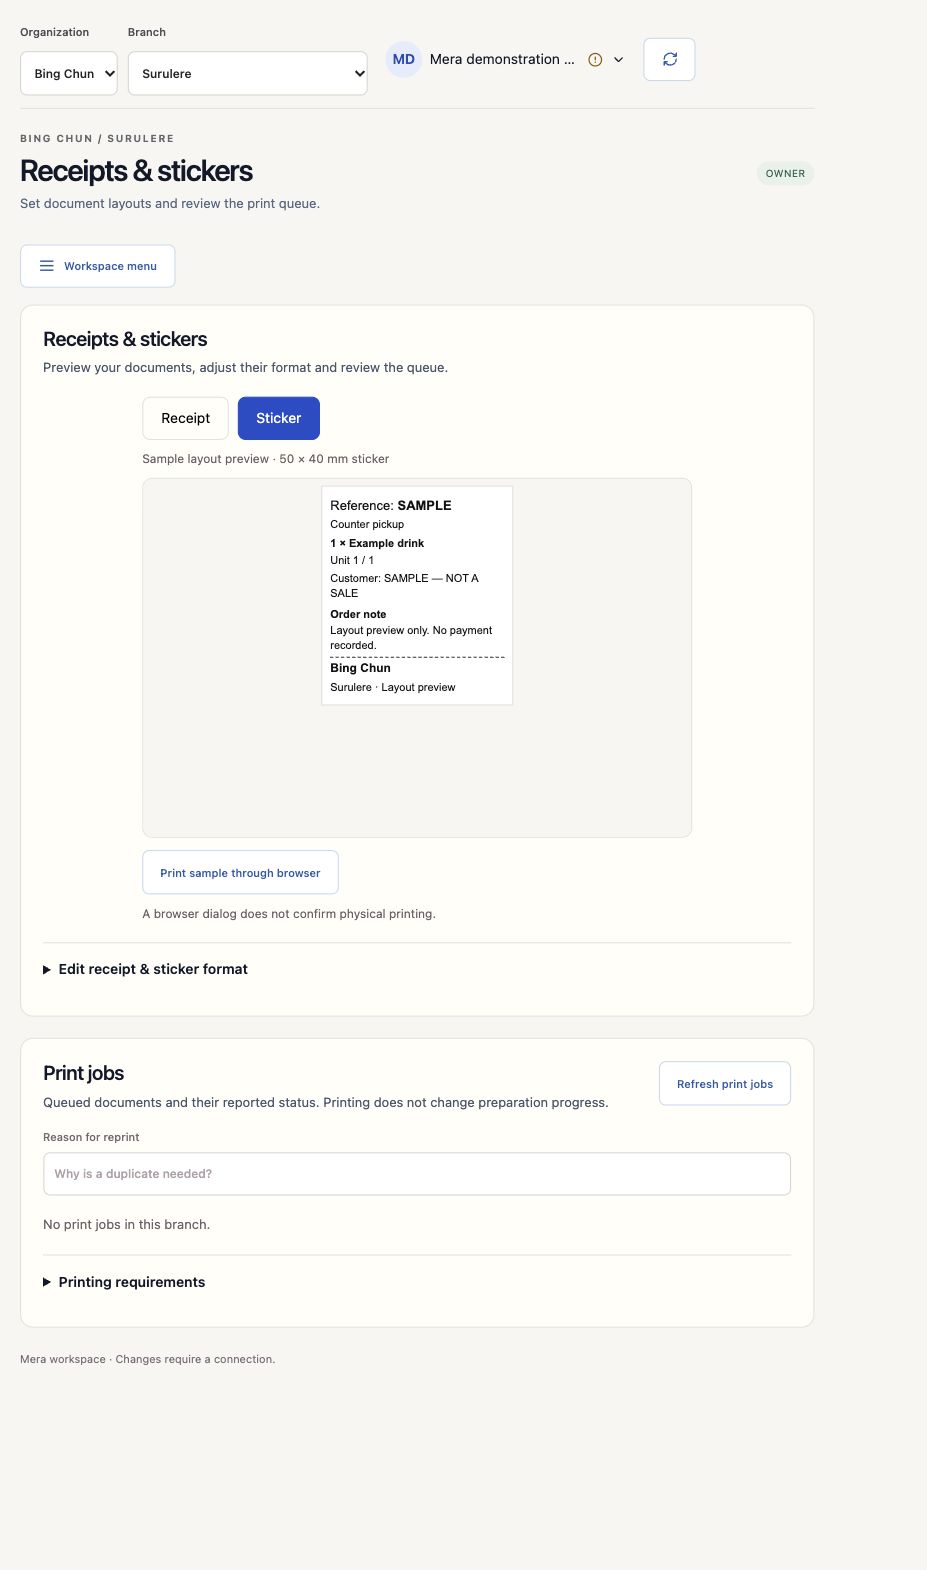 Organization
Branch
Bing Chun
Surulere
MD
Mera demonstration ...
BING CHUN / SURULERE
Receipts & stickers
OWNER
Set document layouts and review the print queue.
Workspace menu
Receipts & stickers
Preview your documents, adjust their format and review the queue.
Receipt
Sticker
Sample layout preview · 50 × 40 mm sticker
Reference: SAMPLE
Counter pickup
1 × Example drink
Unit 1 / 1
Customer: SAMPLE — NOT A
SALE
Order note
Layout preview only. No payment
recorded.
Bing Chun
Surulere · Layout preview
Print sample through browser
A browser dialog does not confirm physical printing.
Edit receipt & sticker format
Print jobs
Refresh print jobs
Queued documents and their reported status. Printing does not change preparation progress.
Reason for reprint
Why is a duplicate needed?
No print jobs in this branch.
Printing requirements
Mera workspace · Changes require a connection.